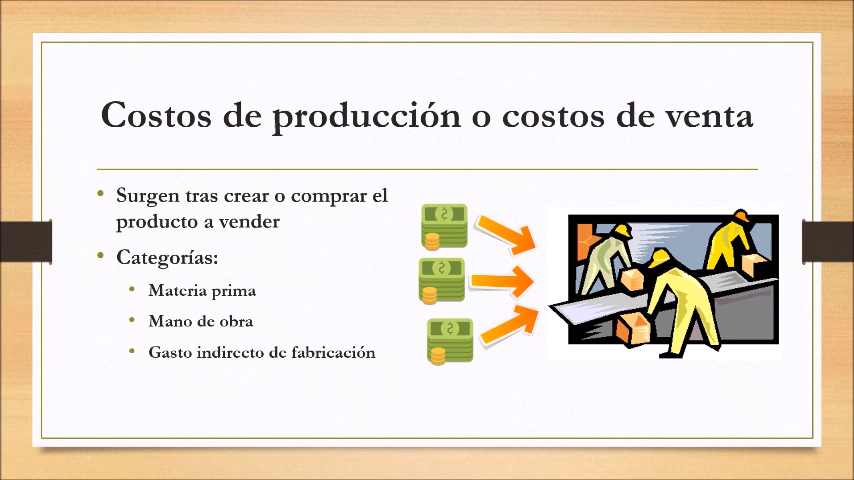 Costos de producción o costos de venta
• Surgen tras crear o comprar el
producto a vender
• Categorías:
• Materia prima
• Mano de obra
• Gasto indirecto de fabricación